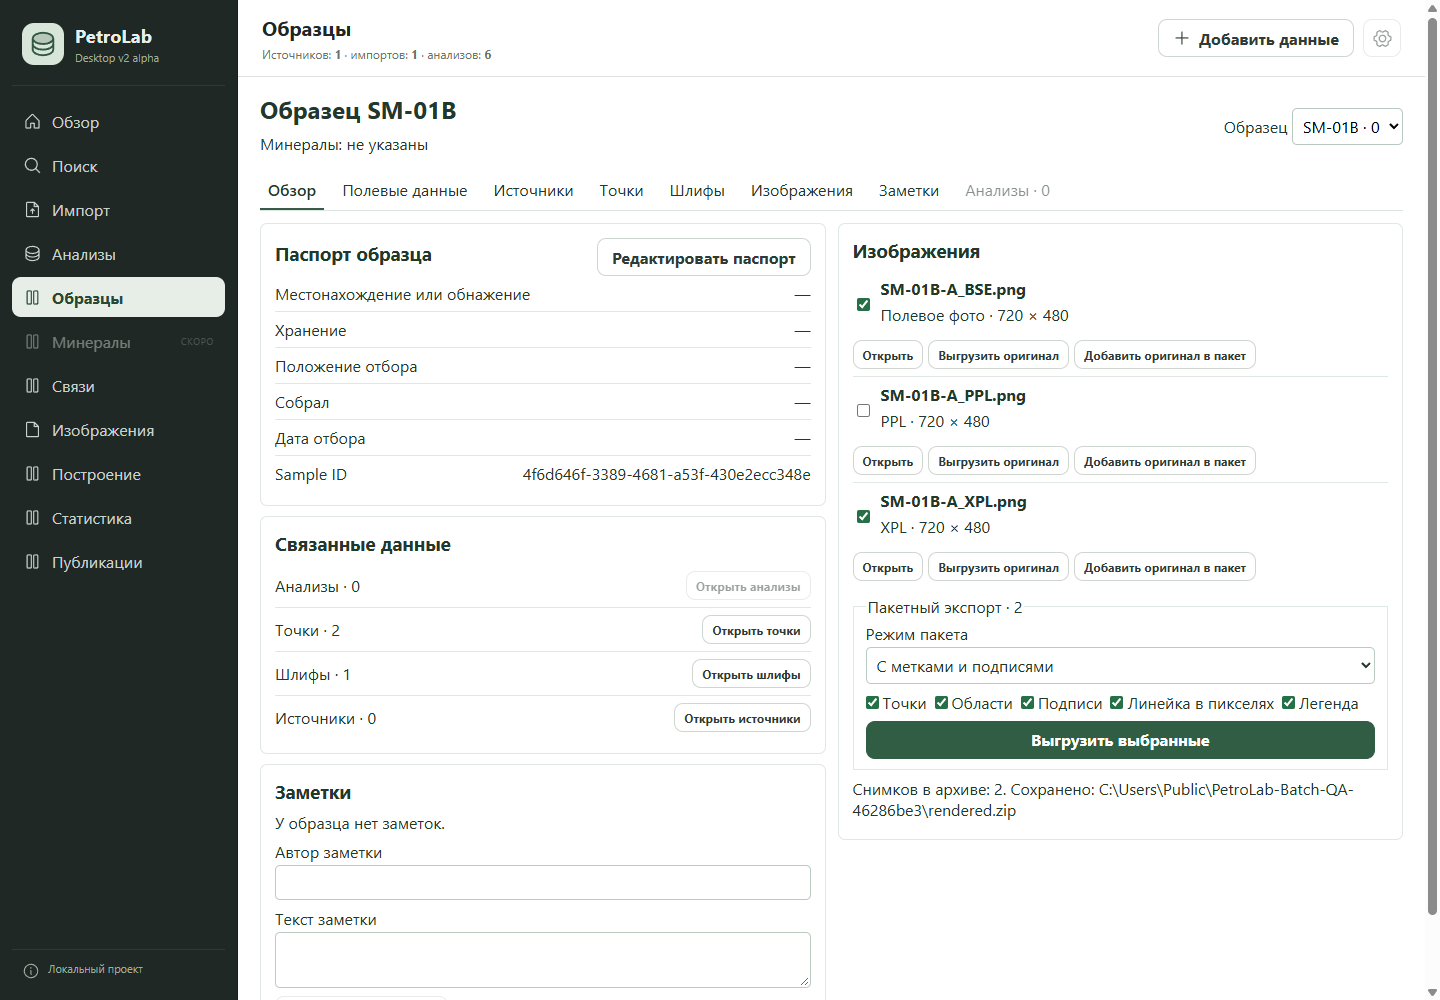 PetroLab
Desktop v2 alpha
Обзор
Поиск
Импорт
Анализы
Образцы
Минералы СКОРО
Связи
Изображения
Построение
Статистика
Публикации
Локальный проект
Образцы
Источников: 1 · импортов: 1 · анализов: 6
Добавить данные
Образец SM-01B
Минералы: не указаны
Образец SM-01B · 0
Обзор Полевые данные Источники Точки Шлифы Изображения Заметки Анализы · 0
Паспорт образца
Редактировать паспорт
Местонахождение или обнажение —
Хранение —
Положение отбора —
Собрал —
Дата отбора —
Sample ID 4f6d646f-3389-4681-a53f-430e2ecc348e
Связанные данные
Анализы · 0 Открыть анализы
Точки · 2 Открыть точки
Шлифы · 1 Открыть шлифы
Источники · 0 Открыть источники
Заметки
У образца нет заметок.
Автор заметки
Текст заметки
Изображения
SM-01B-A_BSE.png
Полевое фото · 720 × 480
Открыть Выгрузить оригинал Добавить оригинал в пакет
SM-01B-A_PPL.png
PPL · 720 × 480
Открыть Выгрузить оригинал Добавить оригинал в пакет
SM-01B-A_XPL.png
XPL · 720 × 480
Открыть Выгрузить оригинал Добавить оригинал в пакет
Пакетный экспорт · 2
Режим пакета
С метками и подписями
Точки Области Подписи Линейка в пикселях Легенда
Выгрузить выбранные
Снимков в архиве: 2. Сохранено: C:\Users\Public\PetroLab-Batch-QA-
46286be3\rendered.zip